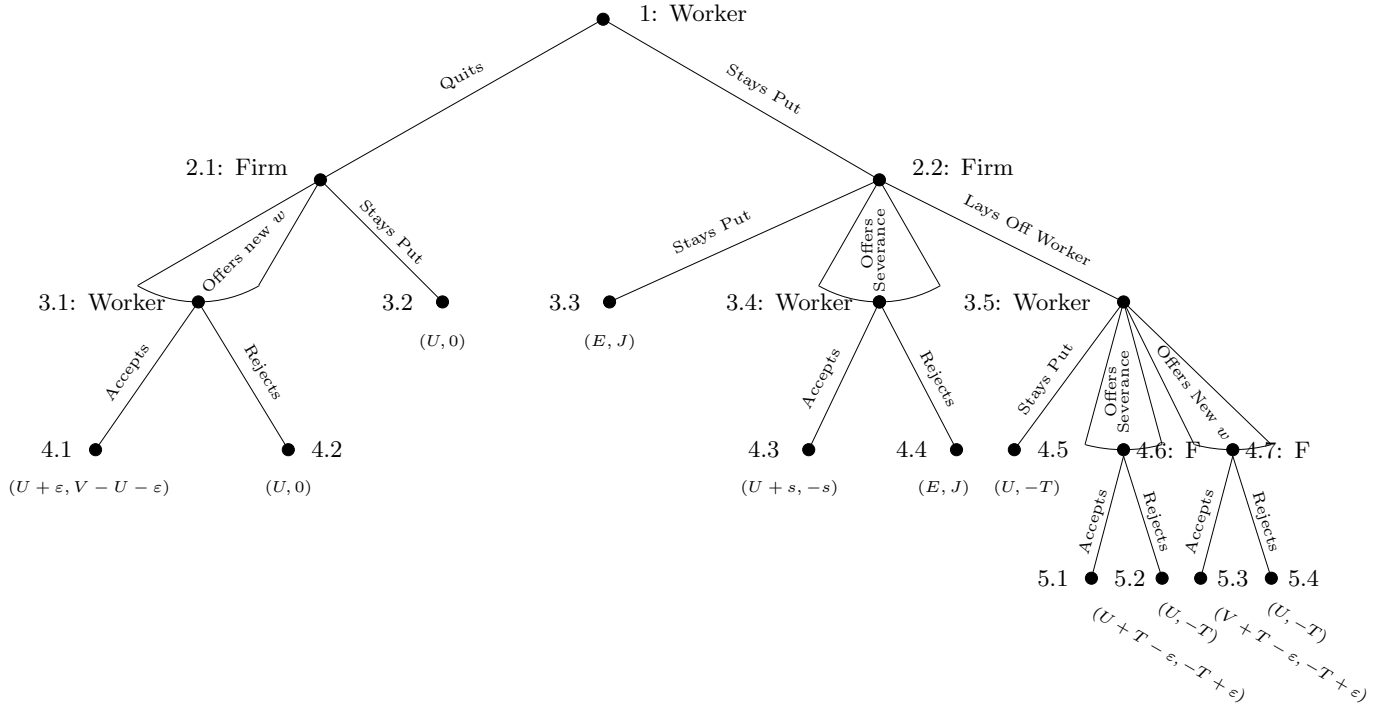 1: Worker
Quits
Stays Put
2.1: Firm
2.2: Firm
Offers new w
Stays Put
Stays Put
Offers
Severance
Lays Off Worker
3.1: Worker
3.2
(U, 0)
3.3
(E, J)
3.4: Worker
3.5: Worker
Accepts
Rejects
Accepts
Rejects
Stays Put
Offers
Severance
Offers New w
4.1
(U + ε, V − U − ε)
4.2
(U, 0)
4.3
(U + s, −s)
4.4
(E, J)
4.5
(U, −T)
4.6: F
4.7: F
Accepts
Rejects
Accepts
Rejects
5.1
(U + T − ε, −T + ε)
5.2
(U, −T)
5.3
(V + T − ε, −T + ε)
5.4
(U, −T)